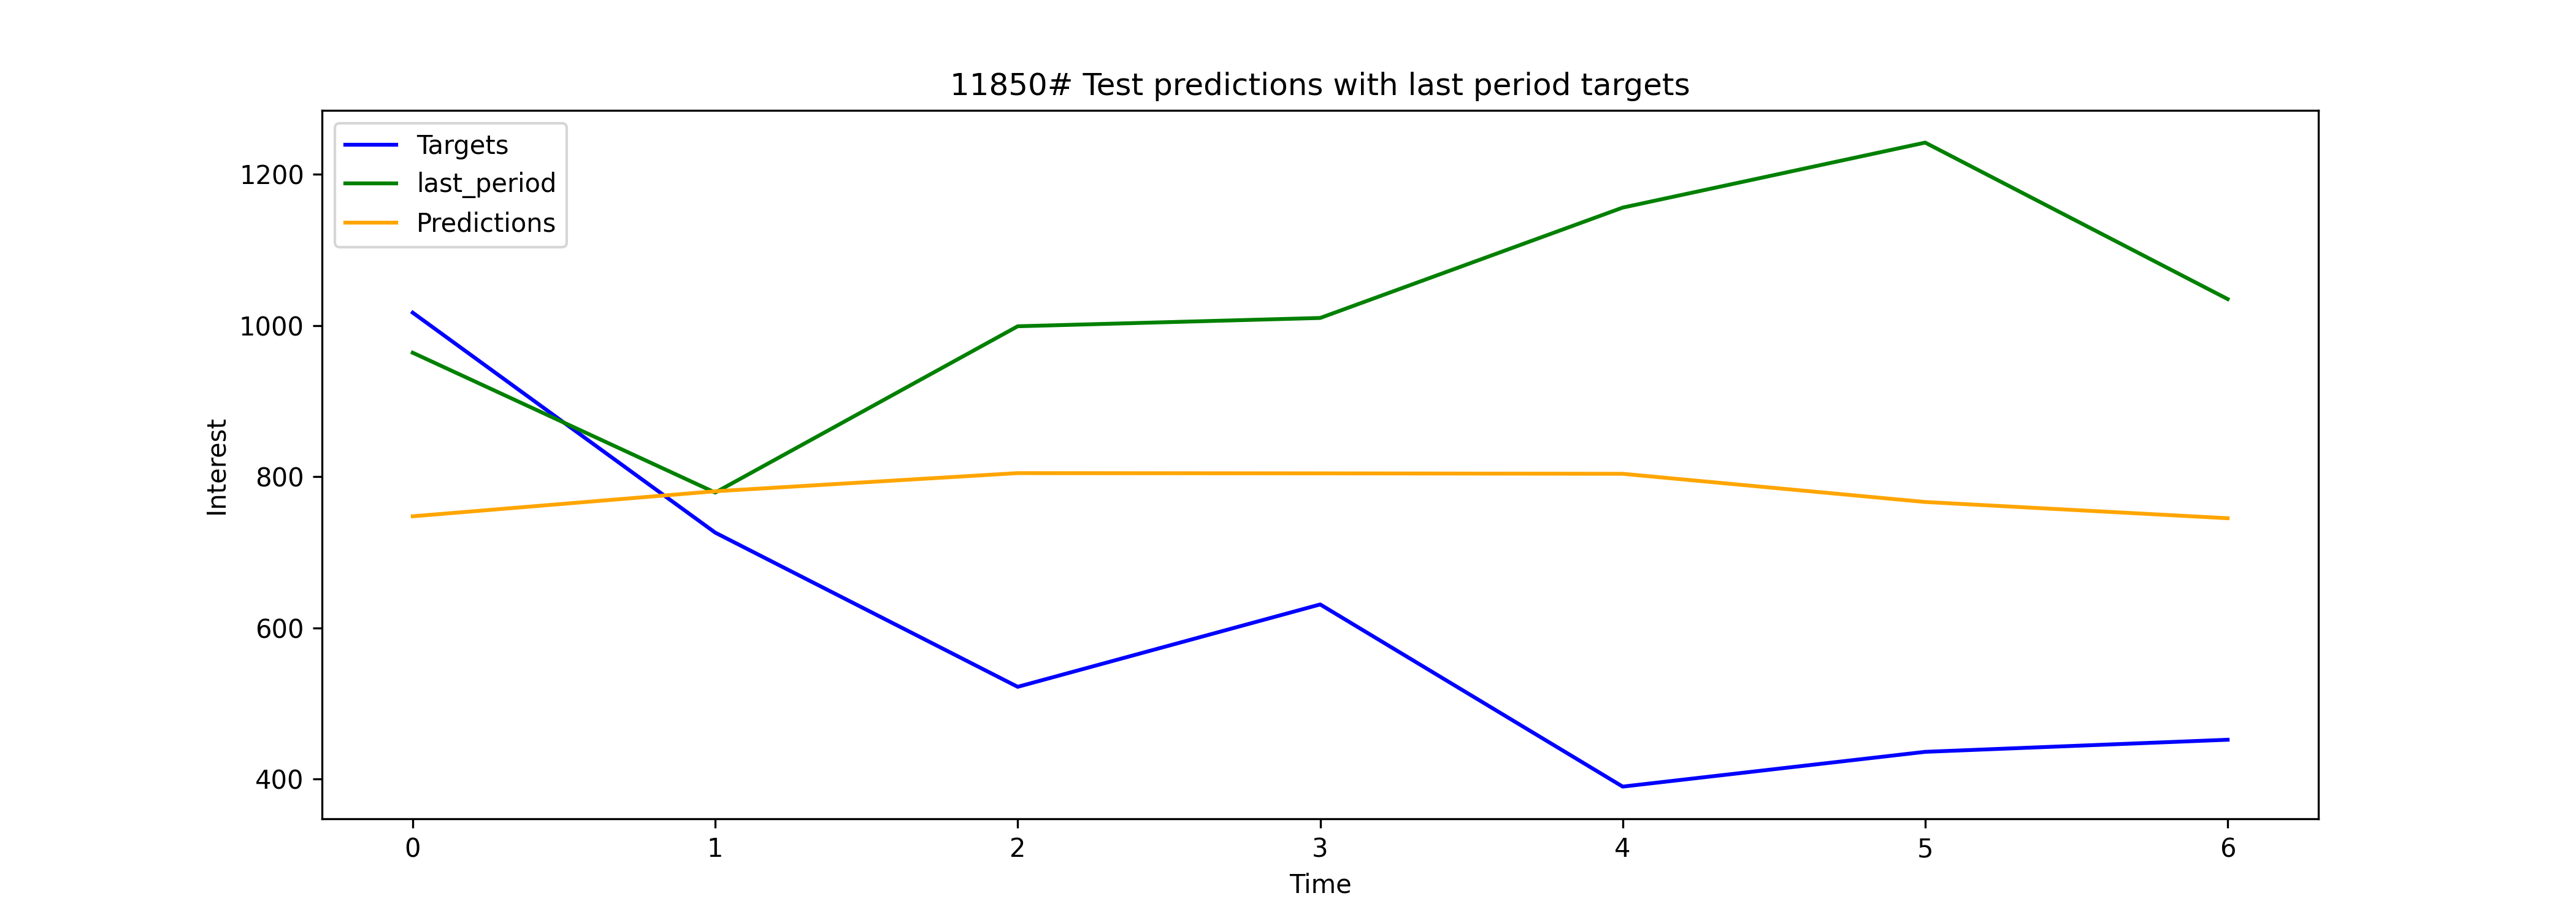 11850# Test predictions with last period targets
Targets
last_period
Predictions
1200
1000
800
600
400
Interest
0 1 2 3 4 5 6
Time